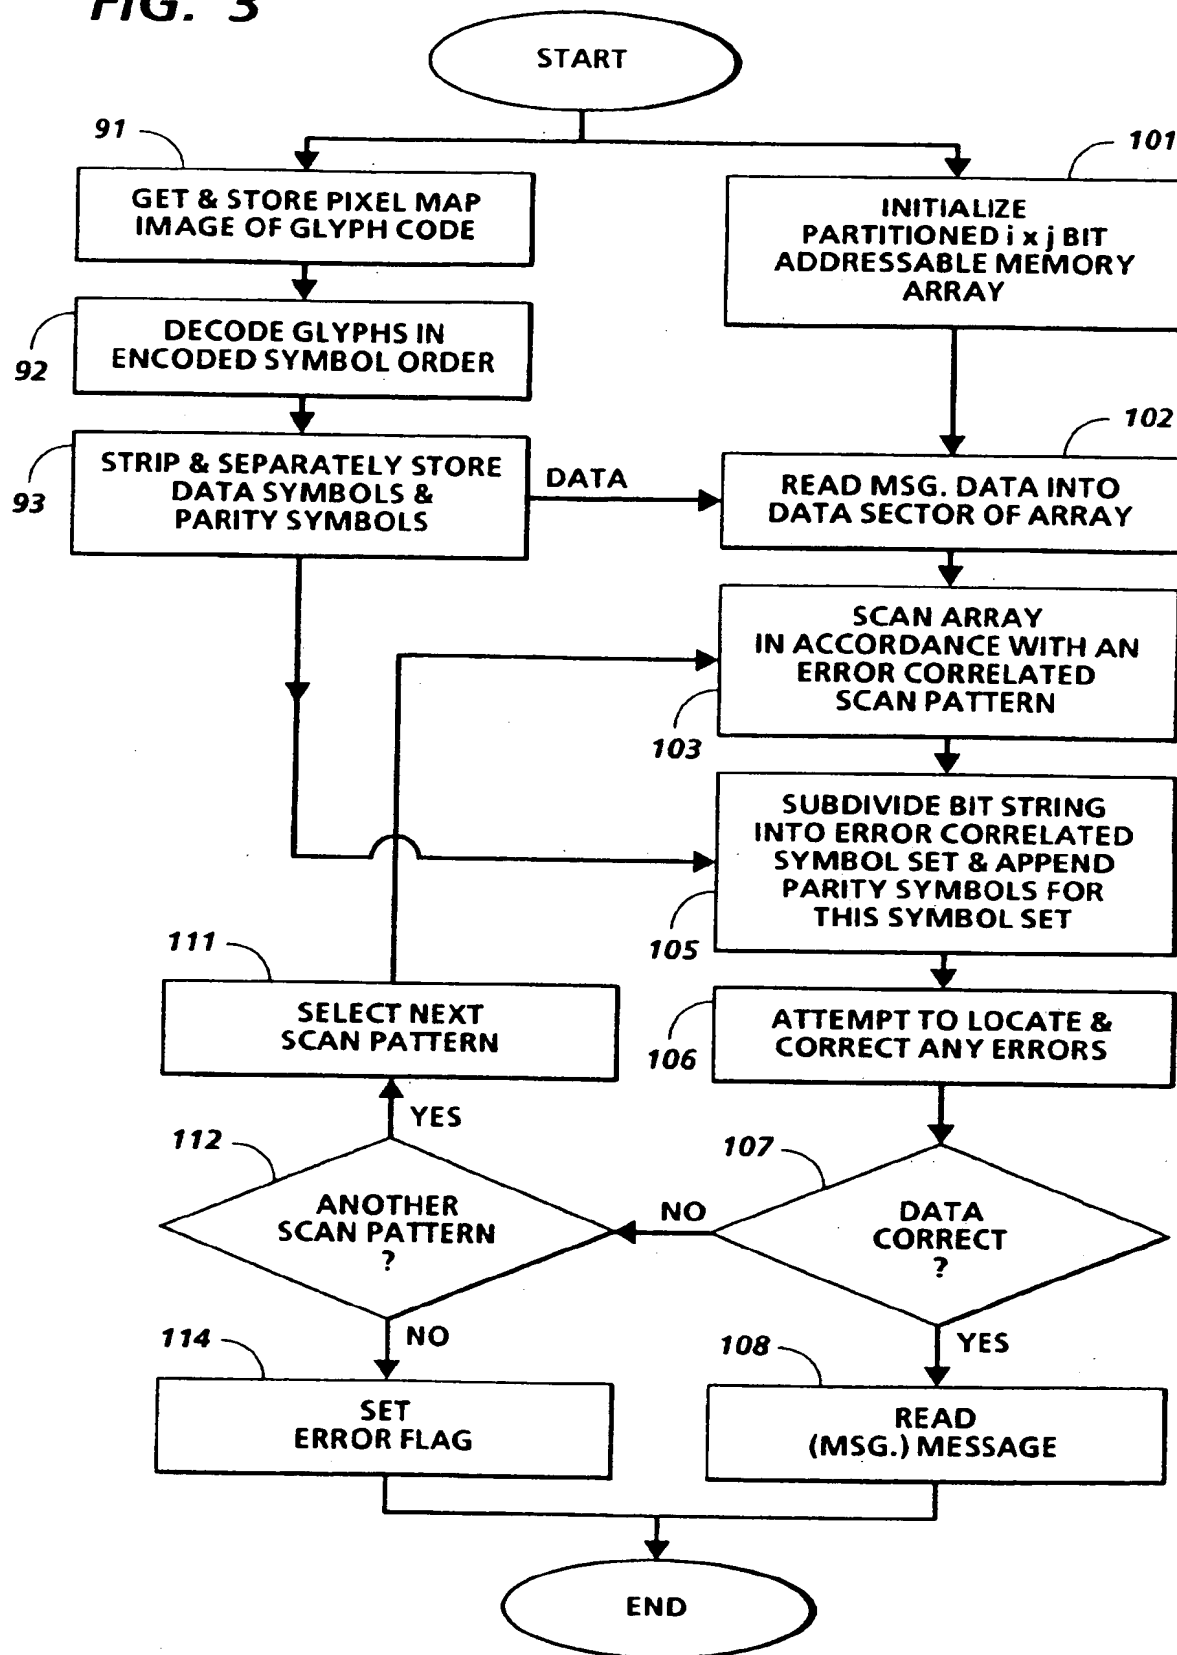 FIG. 3
START
91
GET & STORE PIXEL MAP
IMAGE OF GLYPH CODE
101
INITIALIZE
PARTITIONED i x j BIT
ADDRESSABLE MEMORY
ARRAY
92
DECODE GLYPHS IN
ENCODED SYMBOL ORDER
93
STRIP & SEPARATELY STORE
DATA SYMBOLS &
PARITY SYMBOLS
DATA
102
READ MSG. DATA INTO
DATA SECTOR OF ARRAY
SCAN ARRAY
IN ACCORDANCE WITH AN
ERROR CORRELATED
SCAN PATTERN
103
SUBDIVIDE BIT STRING
INTO ERROR CORRELATED
SYMBOL SET & APPEND
PARITY SYMBOLS FOR
THIS SYMBOL SET
105
111
SELECT NEXT
SCAN PATTERN
ATTEMPT TO LOCATE &
CORRECT ANY ERRORS
106
YES
112
ANOTHER
SCAN PATTERN
?
NO
107
DATA
CORRECT
?
NO
YES
114
SET
ERROR FLAG
108
READ
(MSG.) MESSAGE
END